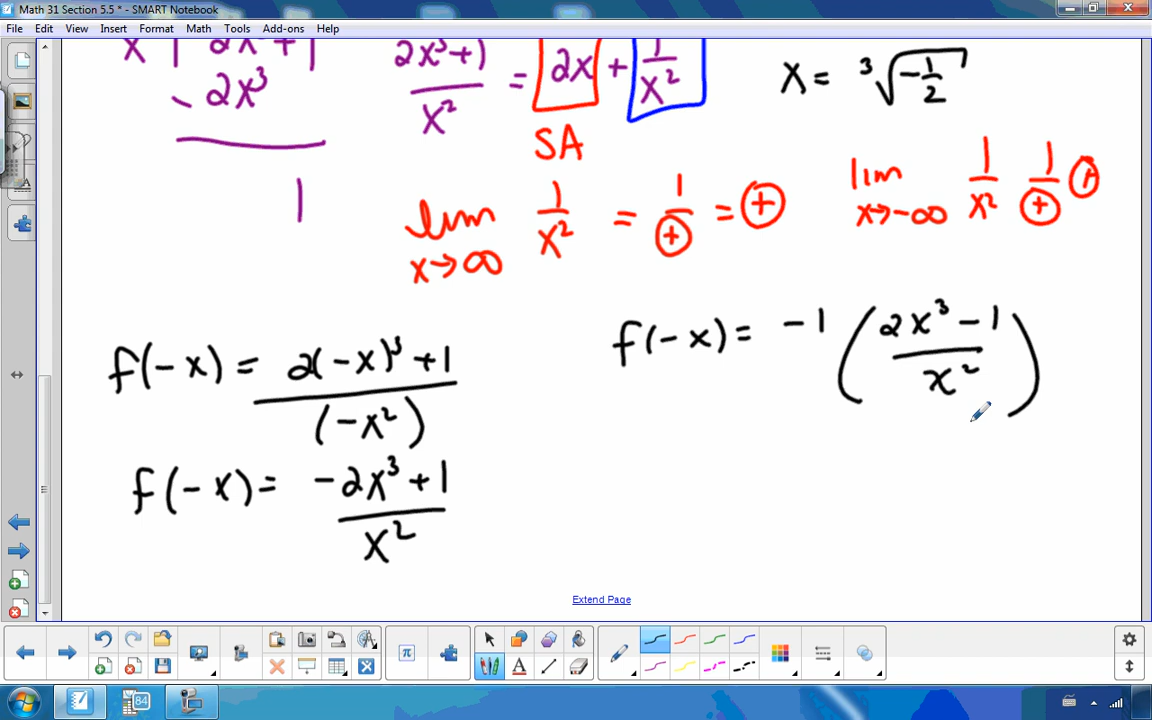 Math 31 Section 5.5 * - SMART Notebook
File Edit View Insert Format Math Tools Add-ons Help
- 2x³
1
(2x³+1)/x² = 2x + 1/x²
SA
x = ³√(-1/2)
lim x→∞ 1/x² = 1/+ = +
lim x→-∞ 1/x² 1/+ +
f(-x) = (2(-x)³+1)/(-x²)
f(-x) = (-2x³+1)/x²
f(-x) = -1 ((2x³-1)/x²)
Extend Page
π
A
84